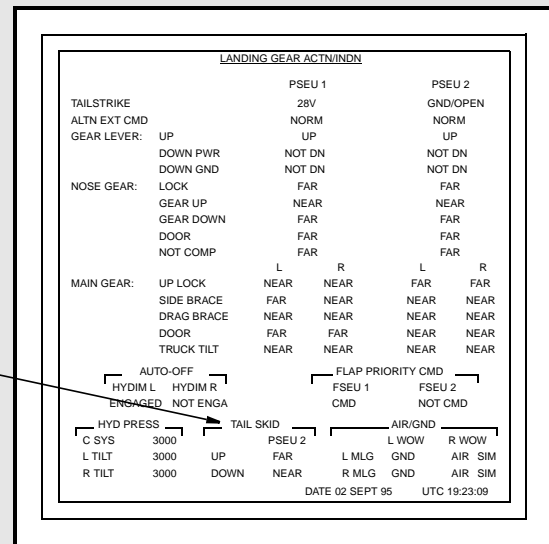 LANDING GEAR ACTN/INDN
PSEU 1 PSEU 2
TAILSTRIKE 28V GND/OPEN
ALTN EXT CMD NORM NORM
GEAR LEVER: UP UP UP
DOWN PWR NOT DN NOT DN
DOWN GND NOT DN NOT DN
NOSE GEAR: LOCK FAR FAR
GEAR UP NEAR NEAR
GEAR DOWN FAR FAR
DOOR FAR FAR
NOT COMP FAR FAR
L R L R
MAIN GEAR: UP LOCK NEAR NEAR FAR FAR
SIDE BRACE FAR NEAR NEAR NEAR
DRAG BRACE NEAR NEAR NEAR NEAR
DOOR FAR FAR NEAR NEAR
TRUCK TILT NEAR NEAR NEAR NEAR
AUTO-OFF FLAP PRIORITY CMD
HYDIM L HYDIM R FSEU 1 FSEU 2
ENGAGED NOT ENGA CMD NOT CMD
HYD PRESS TAIL SKID AIR/GND
C SYS 3000 PSEU 2 L WOW R WOW
L TILT 3000 UP FAR L MLG GND AIR SIM
R TILT 3000 DOWN NEAR R MLG GND AIR SIM
DATE 02 SEPT 95 UTC 19:23:09